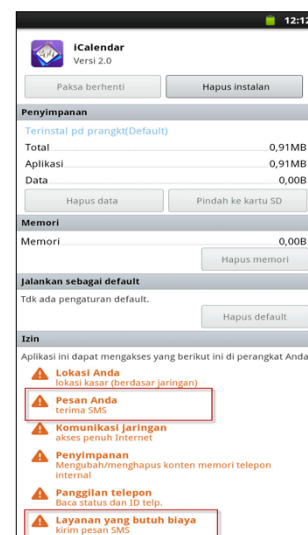 12:12
iCalendar
Versi 2.0
Paksa berhenti Hapus instalan
Penyimpanan
Terinstal pd prangkt(Default)
Total 0,91MB
Aplikasi 0,91MB
Data 0,00B
Hapus data Pindah ke kartu SD
Memori
Memori 0,00B
Hapus memori
Jalankan sebagai default
Tdk ada pengaturan default.
Hapus default
Izin
Aplikasi ini dapat mengakses yang berikut ini di perangkat Anda
Lokasi Anda
lokasi kasar (berdasar jaringan)
Pesan Anda
terima SMS
Komunikasi jaringan
akses penuh Internet
Penyimpanan
Mengubah/menghapus konten memori telepon
internal
Panggilan telepon
Baca status dan ID telp.
Layanan yang butuh biaya
kirim pesan SMS